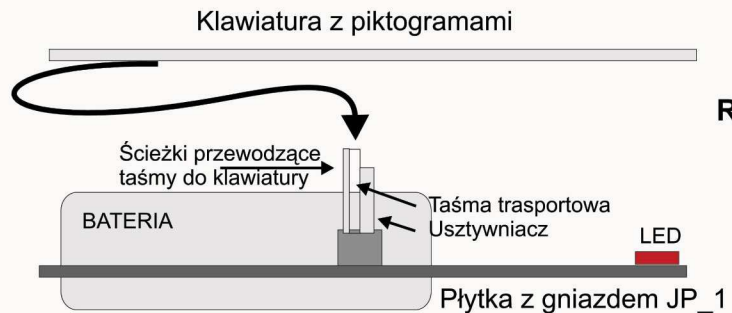 Klawiatura z piktogramami
R
Ścieżki przewodzące
taśmy do klawiatury
BATERIA
Taśma trasportowa
Usztywniacz
LED
Płytka z gniazdem JP_1